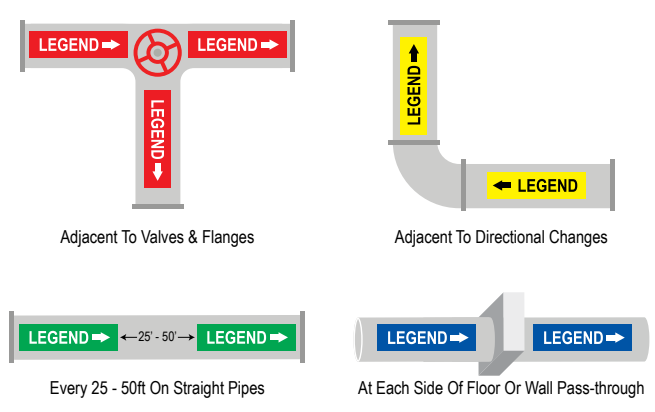 LEGEND
LEGEND
LEGEND
Adjacent To Valves & Flanges
LEGEND
LEGEND
Adjacent To Directional Changes
LEGEND
25' - 50'
LEGEND
Every 25 - 50ft On Straight Pipes
LEGEND
LEGEND
At Each Side Of Floor Or Wall Pass-through